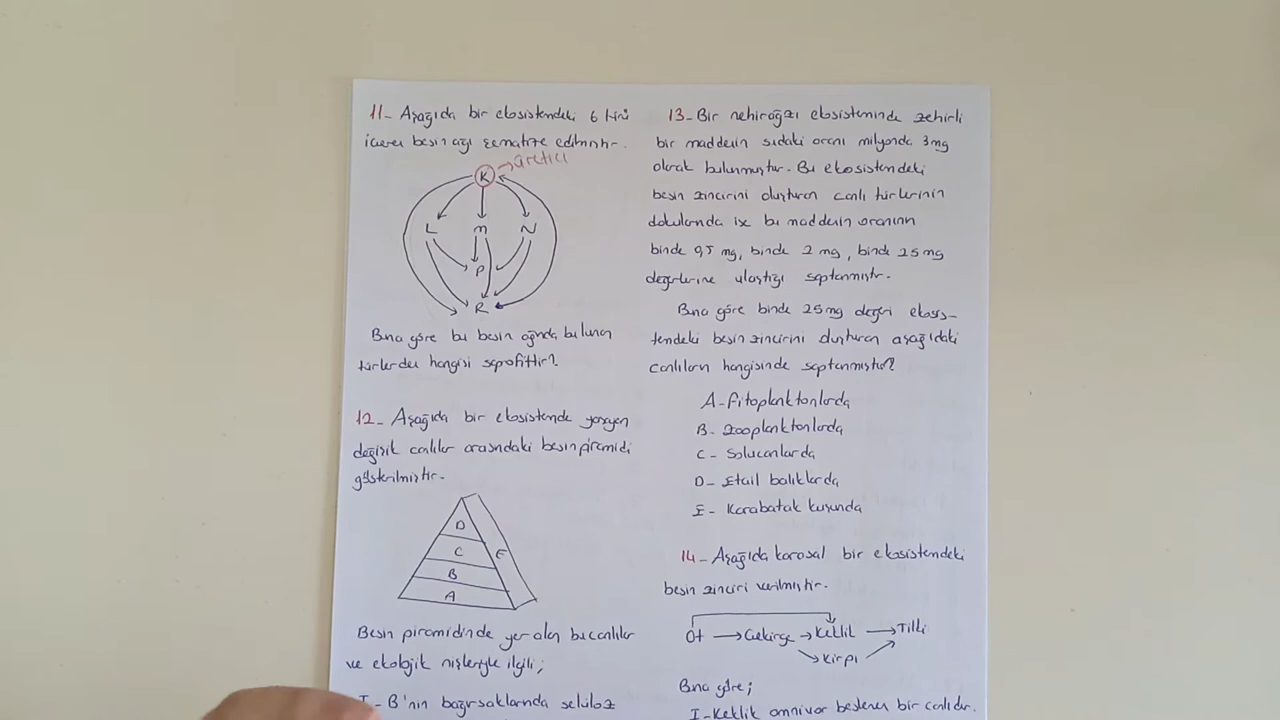 11- Aşağıda bir ekosistemdeki 6 türü
içeren besin ağı şematize edilmiştir.
K → üretici
L m N
P
R
Buna göre bu besin ağında bulunan
türlerden hangisi saprofittir?
12- Aşağıda bir ekosistemde yaşayan
değişik canlılar arasındaki besin piramidi
gösterilmiştir.
D
C E
B
A
Besin piramidinde yer alan bu canlılar
ve ekolojik nişleriyle ilgili;
I- B'nin bağırsaklarında selüloz
13- Bir nehirağzı ekosisteminde zehirli
bir maddenin sudaki oranı milyonda 3mg
olarak bulunmuştur. Bu ekosistemdeki
besin zincirini oluşturan canlı türlerinin
dokularında ise bu maddenin oranının
binde 0,5 mg, binde 2 mg, binde 25 mg
değerlerine ulaştığı saptanmıştır.
Buna göre binde 25 mg değeri ekosis-
temdeki besin zincirini oluşturan aşağıdaki
canlıların hangisinde saptanmıştır?
A- fitoplanktonlarda
B- zooplanktonlarda
C- Solucanlarda
D- Etçil balıklarda
E- Karabatak kuşunda
14- Aşağıda karasal bir ekosistemdeki
besin zinciri verilmiştir.
Ot → Çekirge → Keklik → Tilki
Kirpi
Buna göre;
I- Keklik omnivor beslenen bir canlıdır.